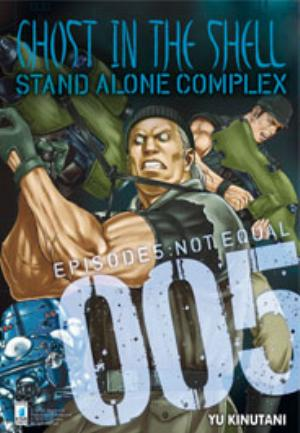 GHOST IN THE SHELL
STAND ALONE COMPLEX
EPISODE5:NOT EQUAL
005
YU KINUTANI